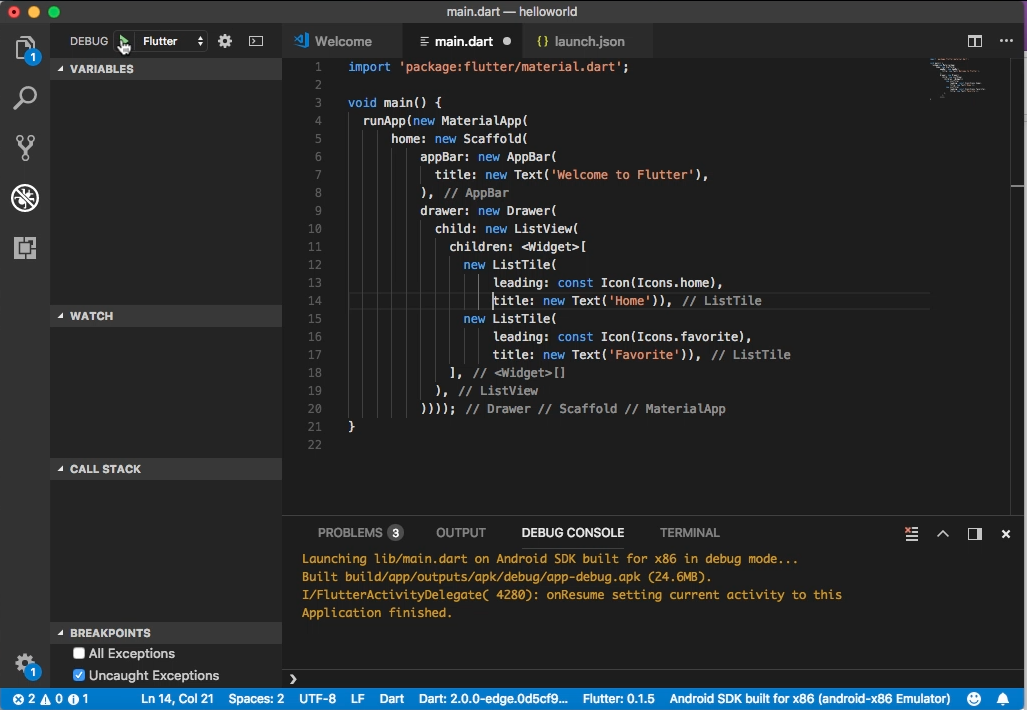 main.dart — helloworld
DEBUG Flutter
Welcome main.dart {} launch.json
1
VARIABLES
1 import 'package:flutter/material.dart';
2
3 void main() {
4 runApp(new MaterialApp(
5 home: new Scaffold(
6 appBar: new AppBar(
7 title: new Text('Welcome to Flutter'),
8 ), // AppBar
9 drawer: new Drawer(
10 child: new ListView(
11 children: <Widget>[
12 new ListTile(
13 leading: const Icon(Icons.home),
14 title: new Text('Home')), // ListTile
15 new ListTile(
16 leading: const Icon(Icons.favorite),
17 title: new Text('Favorite')), // ListTile
18 ], // <Widget>[]
19 ), // ListView
20 )))); // Drawer // Scaffold // MaterialApp
21 }
22
WATCH
CALL STACK
BREAKPOINTS
All Exceptions
Uncaught Exceptions
1
PROBLEMS 3 OUTPUT DEBUG CONSOLE TERMINAL
Launching lib/main.dart on Android SDK built for x86 in debug mode...
Built build/app/outputs/apk/debug/app-debug.apk (24.6MB).
I/FlutterActivityDelegate( 4280): onResume setting current activity to this
Application finished.
2 0 1 Ln 14, Col 21 Spaces: 2 UTF-8 LF Dart Dart: 2.0.0-edge.0d5cf9... Flutter: 0.1.5 Android SDK built for x86 (android-x86 Emulator)